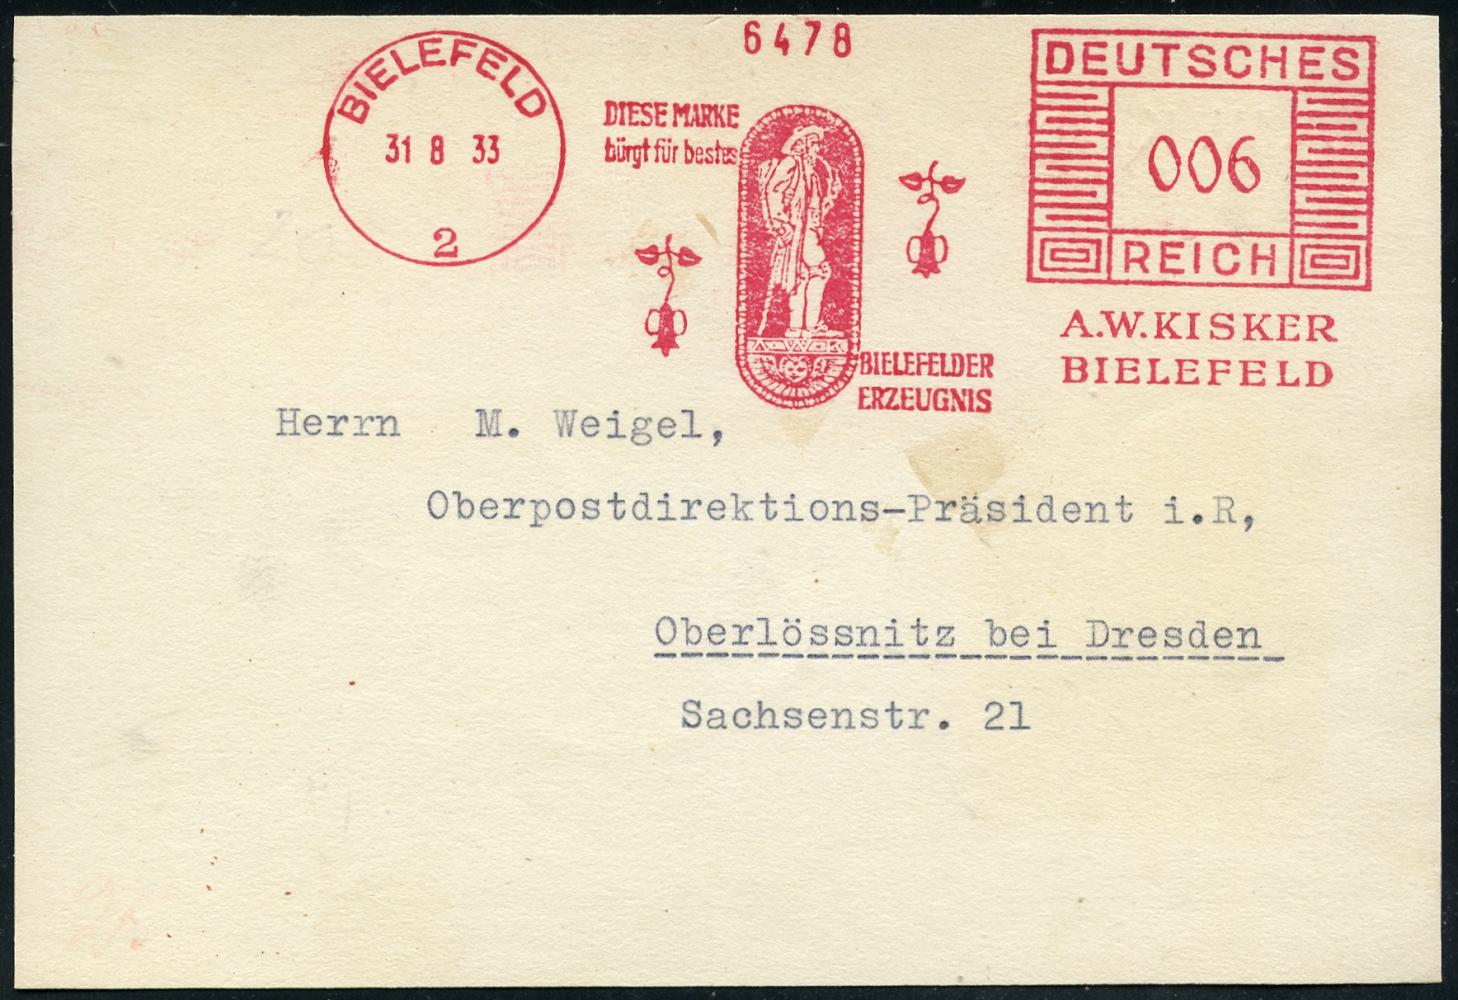 6478
BIELEFELD
31 8 33
2
DIESE MARKE
bürgt für bestes
A W K
BIELEFELDER
ERZEUGNIS
DEUTSCHES
006
REICH
A.W.KISKER
BIELEFELD
Herrn M. Weigel,
Oberpostdirektions-Präsident i.R,
Oberlössnitz bei Dresden
Sachsenstr. 21